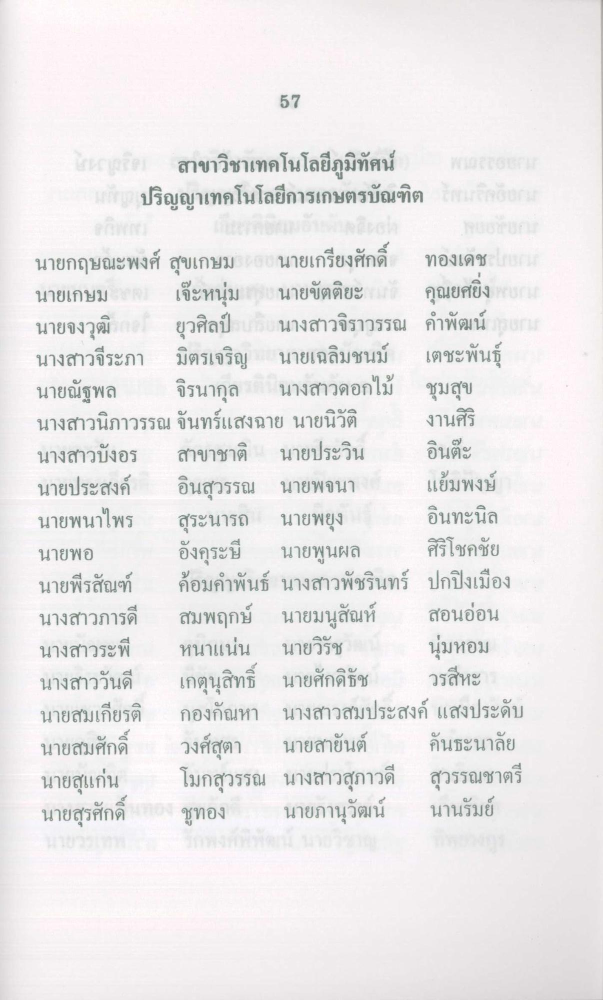 57
สาขาวิชาเทคโนโลยีภูมิทัศน์
ปริญญาเทคโนโลยีการเกษตรบัณฑิต
นายกฤษณะพงศ์ สุขเกษม นายเกรียงศักดิ์ ทองเดช
นายเกษม เจ๊ะหนุ่ม นายขัตติยะ คุณยศยิ่ง
นายจงวุฒิ ยุวศิลป์ นางสาวจิราวรรณ คำพัฒน์
นางสาวจีระภา มิตรเจริญ นายเฉลิมชนม์ เตชะพันธุ์
นายณัฐพล จิรนากุล นางสาวดอกไม้ ชุมสุข
นางสาวนิภาวรรณ จันทร์แสงฉาย นายนิวัติ งานศิริ
นางสาวบังอร สาขาชาติ นายประวิน อินต๊ะ
นายประสงค์ อินสุวรรณ นายพจนา แย้มพงษ์
นายพนาไพร สุระนารถ นายพยุง อินทะนิล
นายพอ อังคุระษี นายพูนผล ศิริโชคชัย
นายพีรสัณฑ์ ค้อมคำพันธ์ นางสาวพัชรินทร์ ปกปิงเมือง
นางสาวภารดี สมพฤกษ์ นายมนูสัณห์ สอนอ่อน
นางสาวระพี หนาแน่น นายวิรัช นุ่มหอม
นางสาววันดี เกตุนุสิทธิ์ นายศักดิธัช วรสีหะ
นายสมเกียรติ กองกัณหา นางสาวสมประสงค์ แสงประดับ
นายสมศักดิ์ วงศ์สุตา นายสายันต์ คันธะนาลัย
นายสุแก่น โมกสุวรรณ นางสาวสุภาวดี สุวรรณชาตรี
นายสุรศักดิ์ ชูทอง นายภานุวัฒน์ นานรัมย์